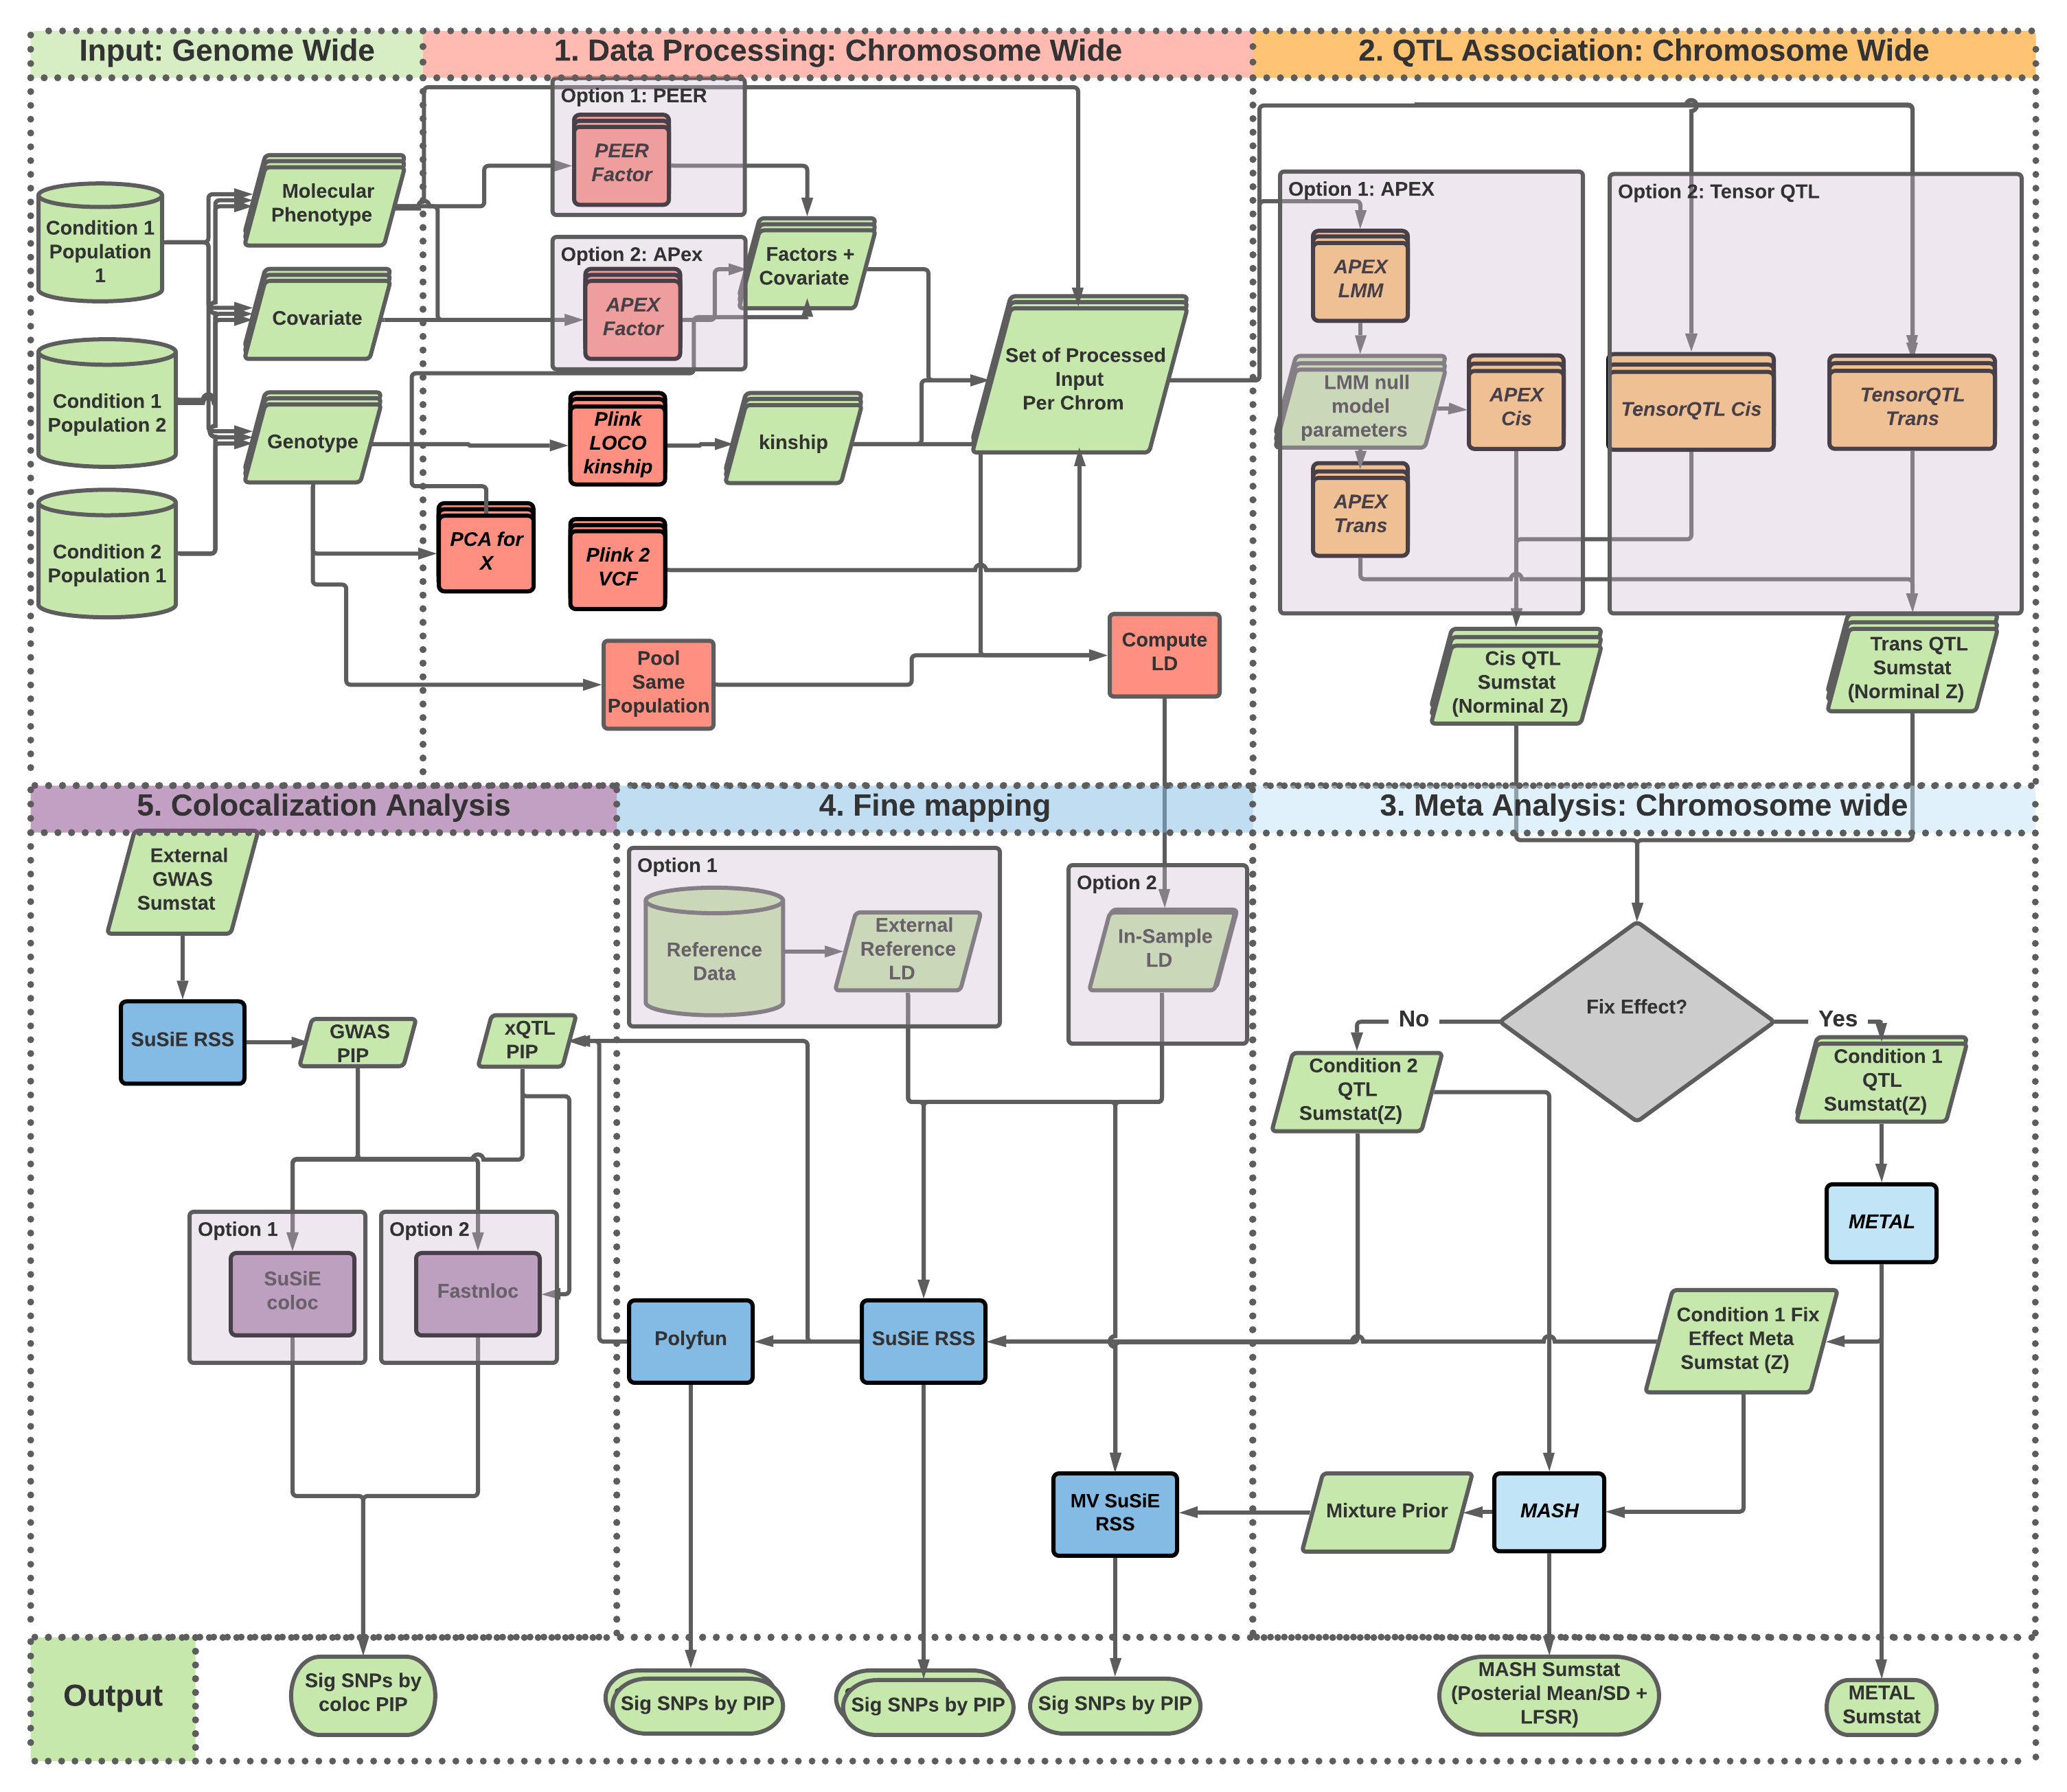 Input: Genome Wide
1. Data Processing: Chromosome Wide
2. QTL Association: Chromosome Wide
Condition 1
Population
1
Condition 1
Population 2
Condition 2
Population 1
Molecular
Phenotype
Covariate
Genotype
Option 1: PEER
PEER
Factor
Option 2: APex
APEX
Factor
Factors +
Covariate
Plink
LOCO
kinship
kinship
PCA for
X
Plink 2
VCF
Pool
Same
Population
Set of Processed
Input
Per Chrom
Compute
LD
Option 1: APEX
APEX
LMM
LMM null
model
parameters
APEX
Cis
APEX
Trans
Option 2: Tensor QTL
TensorQTL Cis
TensorQTL
Trans
Cis QTL
Sumstat
(Norminal Z)
Trans QTL
Sumstat
(Norminal Z)
5. Colocalization Analysis
4. Fine mapping
3. Meta Analysis: Chromosome wide
External
GWAS
Sumstat
SuSiE RSS
GWAS
PIP
xQTL
PIP
Option 1
SuSiE
coloc
Option 2
Fastnloc
Option 1
Reference
Data
External
Reference
LD
Option 2
In-Sample
LD
Polyfun
SuSiE RSS
MV SuSiE
RSS
Fix Effect?
No
Yes
Condition 2
QTL
Sumstat(Z)
Condition 1
QTL
Sumstat(Z)
METAL
Condition 1 Fix
Effect Meta
Sumstat (Z)
Mixture Prior
MASH
Output
Sig SNPs by
coloc PIP
Sig SNPs by PIP
Sig SNPs by PIP
Sig SNPs by PIP
MASH Sumstat
(Posterial Mean/SD +
LFSR)
METAL
Sumstat